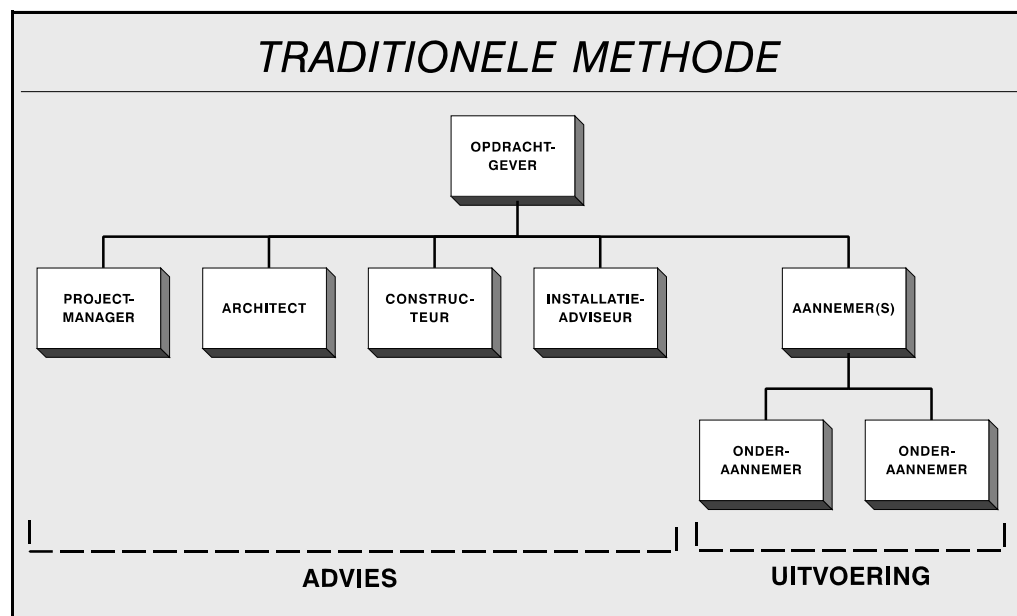 TRADITIONELE METHODE
OPDRACHT-
GEVER
PROJECT-
MANAGER
ARCHITECT
CONSTRUC-
TEUR
INSTALLATIE-
ADVISEUR
AANNEMER(S)
ONDER-
AANNEMER
ONDER-
AANNEMER
ADVIES
UITVOERING